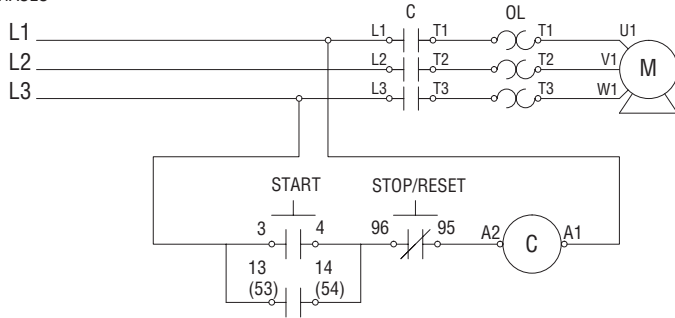 C OL
L1 L1 T1 T1 U1
L2 L2 T2 T2 V1 M
L3 L3 T3 T3 W1
START STOP/RESET
3 4 96 95 A2 C A1
13 14
(53) (54)